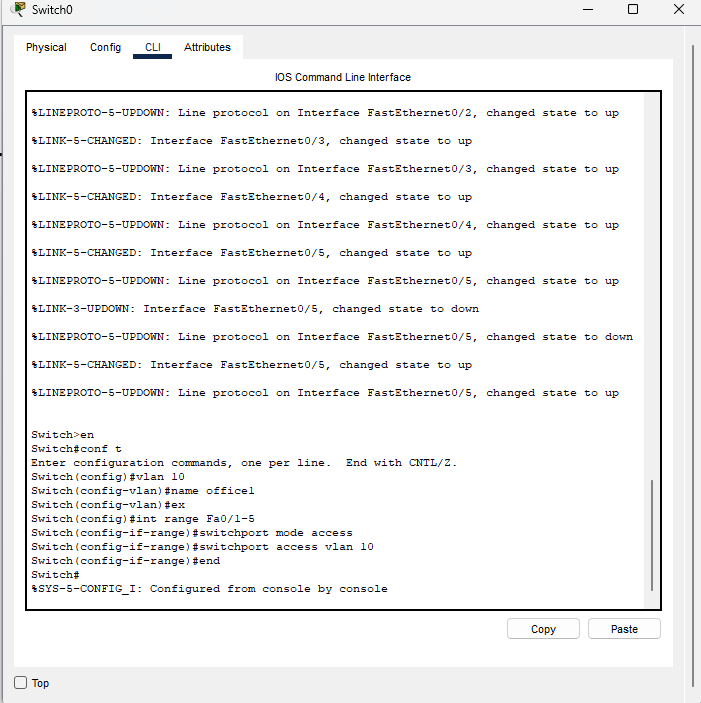 Switch0
Physical Config CLI Attributes
IOS Command Line Interface
%LINEPROTO-5-UPDOWN: Line protocol on Interface FastEthernet0/2, changed state to up
%LINK-5-CHANGED: Interface FastEthernet0/3, changed state to up
%LINEPROTO-5-UPDOWN: Line protocol on Interface FastEthernet0/3, changed state to up
%LINK-5-CHANGED: Interface FastEthernet0/4, changed state to up
%LINEPROTO-5-UPDOWN: Line protocol on Interface FastEthernet0/4, changed state to up
%LINK-5-CHANGED: Interface FastEthernet0/5, changed state to up
%LINEPROTO-5-UPDOWN: Line protocol on Interface FastEthernet0/5, changed state to up
%LINK-3-UPDOWN: Interface FastEthernet0/5, changed state to down
%LINEPROTO-5-UPDOWN: Line protocol on Interface FastEthernet0/5, changed state to down
%LINK-5-CHANGED: Interface FastEthernet0/5, changed state to up
%LINEPROTO-5-UPDOWN: Line protocol on Interface FastEthernet0/5, changed state to up
Switch>en
Switch#conf t
Enter configuration commands, one per line.  End with CNTL/Z.
Switch(config)#vlan 10
Switch(config-vlan)#name office1
Switch(config-vlan)#ex
Switch(config)#int range Fa0/1-5
Switch(config-if-range)#switchport mode access
Switch(config-if-range)#switchport access vlan 10
Switch(config-if-range)#end
Switch#
%SYS-5-CONFIG_I: Configured from console by console
Copy Paste
Top